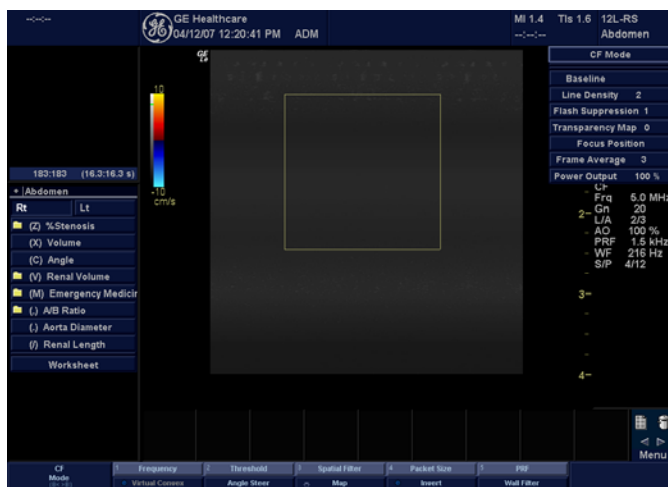 --:--:--
GE Healthcare
04/12/07 12:20:41 PM ADM
MI 1.4 TIs 1.6 12L-RS
--:--:-- Abdomen
CF Mode
Baseline
Line Density 2
Flash Suppression 1
Transparency Map 0
Focus Position
Frame Average 3
Power Output 100 %
GE
10
-10
cm/s
183:183 (16.3:16.3 s)
Abdomen
Rt Lt
(Z) %Stenosis
(X) Volume
(C) Angle
(V) Renal Volume
(M) Emergency Medicin
(,) A/B Ratio
(.) Aorta Diameter
(/) Renal Length
Worksheet
CF
Frq 5.0 MHz
Gn 20
L/A 2/3
AO 100 %
PRF 1.5 kHz
WF 216 Hz
S/P 4/12
2
3
4
Menu
CF
Mode
1 Frequency 2 Threshold 3 Spatial Filter 4 Packet Size 5 PRF
Virtual Convex Angle Steer Map Invert Wall Filter